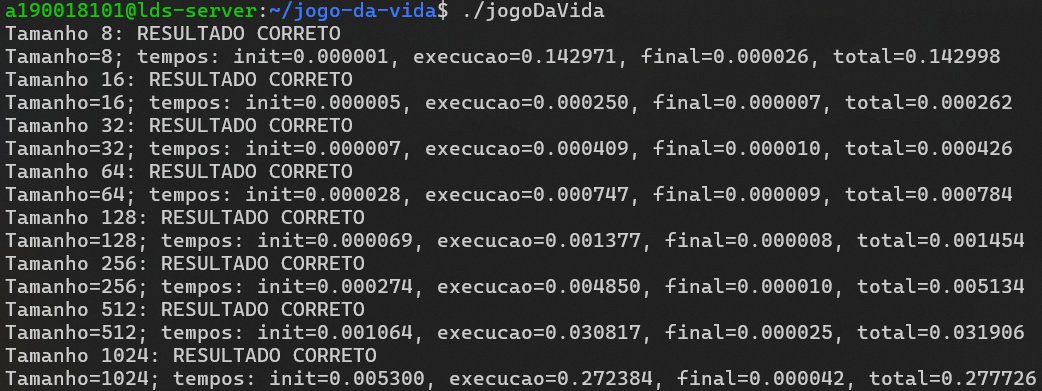 a190018101@lds-server:~/jogo-da-vida$ ./jogoDaVida
Tamanho 8: RESULTADO CORRETO
Tamanho=8; tempos: init=0.000001, execucao=0.142971, final=0.000026, total=0.142998
Tamanho 16: RESULTADO CORRETO
Tamanho=16; tempos: init=0.000005, execucao=0.000250, final=0.000007, total=0.000262
Tamanho 32: RESULTADO CORRETO
Tamanho=32; tempos: init=0.000007, execucao=0.000409, final=0.000010, total=0.000426
Tamanho 64: RESULTADO CORRETO
Tamanho=64; tempos: init=0.000028, execucao=0.000747, final=0.000009, total=0.000784
Tamanho 128: RESULTADO CORRETO
Tamanho=128; tempos: init=0.000069, execucao=0.001377, final=0.000008, total=0.001454
Tamanho 256: RESULTADO CORRETO
Tamanho=256; tempos: init=0.000274, execucao=0.004850, final=0.000010, total=0.005134
Tamanho 512: RESULTADO CORRETO
Tamanho=512; tempos: init=0.001064, execucao=0.030817, final=0.000025, total=0.031906
Tamanho 1024: RESULTADO CORRETO
Tamanho=1024; tempos: init=0.005300, execucao=0.272384, final=0.000042, total=0.277726